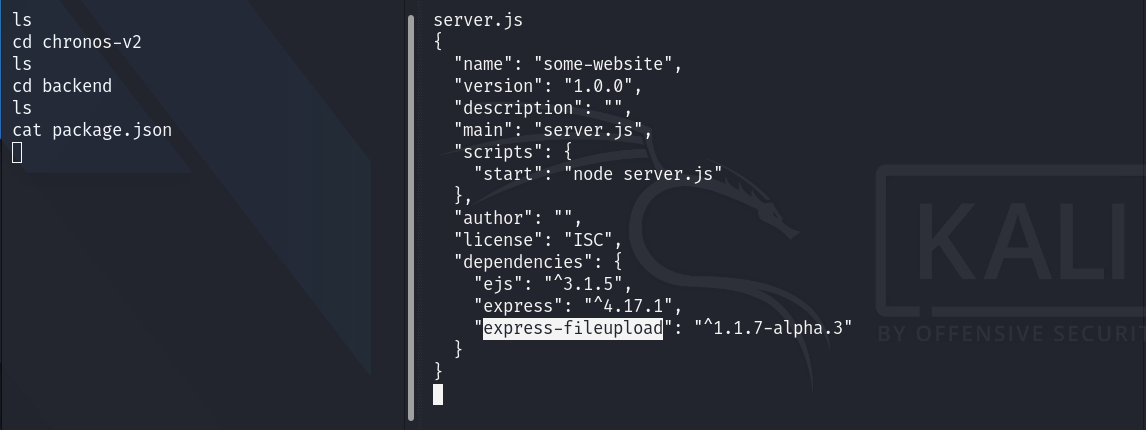 ls
cd chronos-v2
ls
cd backend
ls
cat package.json
server.js
{
  "name": "some-website",
  "version": "1.0.0",
  "description": "",
  "main": "server.js",
  "scripts": {
    "start": "node server.js"
  },
  "author": "",
  "license": "ISC",
  "dependencies": {
    "ejs": "^3.1.5",
    "express": "^4.17.1",
    "express-fileupload": "^1.1.7-alpha.3"
  }
}
KALI
BY OFFENSIVE SECURIT